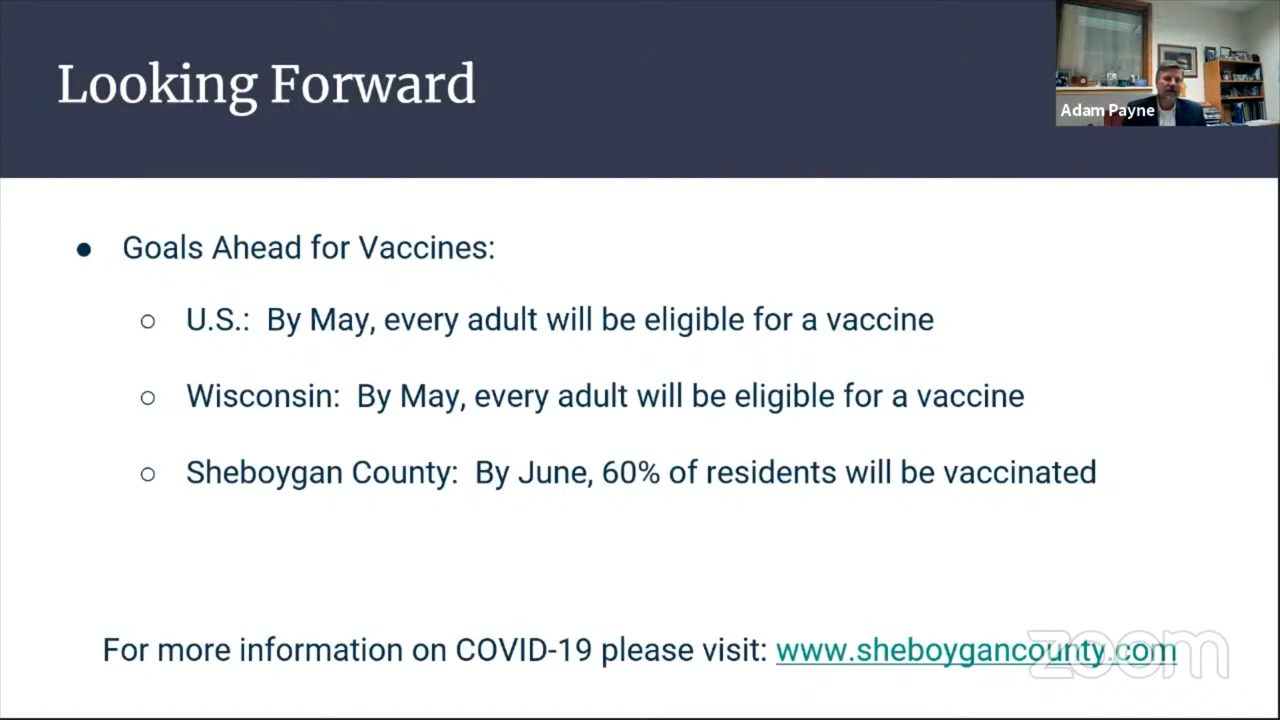 Looking Forward
Adam Payne
● Goals Ahead for Vaccines:
○ U.S.: By May, every adult will be eligible for a vaccine
○ Wisconsin: By May, every adult will be eligible for a vaccine
○ Sheboygan County: By June, 60% of residents will be vaccinated
For more information on COVID-19 please visit: www.sheboygancounty.com
zoom